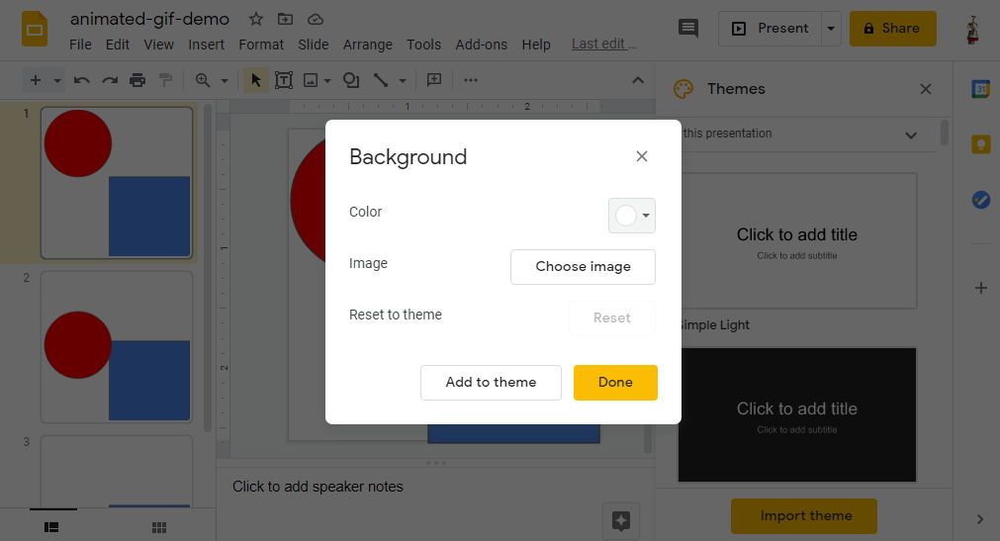 animated-gif-demo
File Edit View Insert Format Slide Arrange Tools Add-ons Help Last edit ...
Present
Share
Themes
this presentation
1 2
1
2
3
1
2
Background
Color
Image Choose image
Reset to theme Reset
Add to theme Done
Click to add title
Click to add subtitle
Simple Light
Click to add title
Click to add subtitle
Click to add speaker notes
Import theme
31